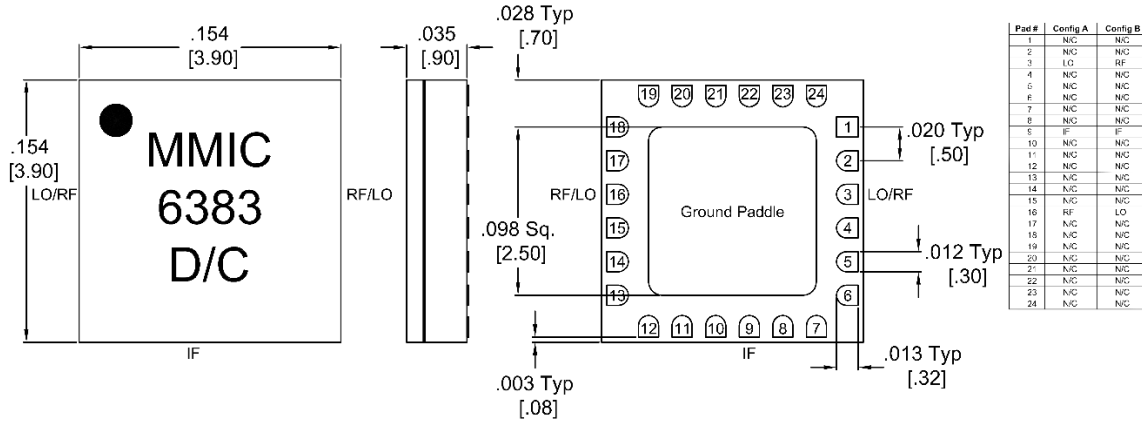 .154
[3.90]
.035
[.90]
.028 Typ
[.70]
.154
[3.90]
LO/RF
MMIC
6383
D/C
RF/LO
IF
19 20 21 22 23 24
18
17
16
15
14
13
1
2
3
4
5
6
12 11 10 9 8 7
RF/LO
LO/RF
Ground Paddle
.098 Sq.
[2.50]
.020 Typ
[.50]
.012 Typ
[.30]
.013 Typ
[.32]
.003 Typ
[.08]
IF
Pad # Config A Config B
1 N/C N/C
2 N/C N/C
3 LO RF
4 N/C N/C
5 N/C N/C
6 N/C N/C
7 N/C N/C
8 N/C N/C
9 IF IF
10 N/C N/C
11 N/C N/C
12 N/C N/C
13 N/C N/C
14 N/C N/C
15 N/C N/C
16 RF LO
17 N/C N/C
18 N/C N/C
19 N/C N/C
20 N/C N/C
21 N/C N/C
22 N/C N/C
23 N/C N/C
24 N/C N/C